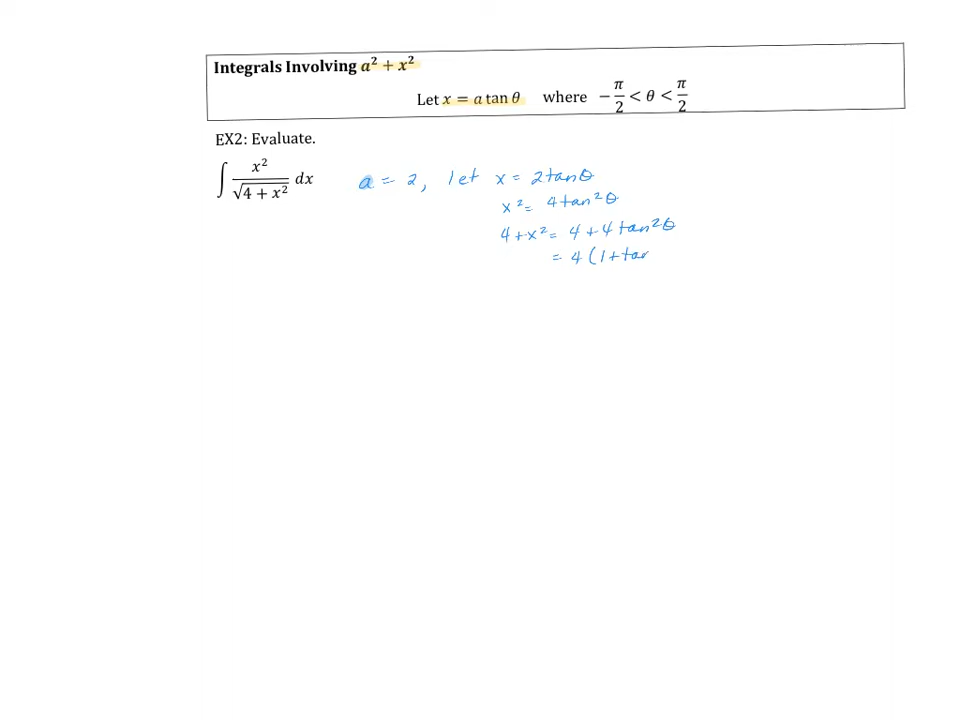 Integrals Involving a² + x²
Let x = a tan θ where −π/2 < θ < π/2
EX2: Evaluate.
∫ x²/√(4 + x²) dx a = 2, let x = 2tanθ
x² = 4tan²θ
4+x² = 4+4tan²θ
= 4(1+tan